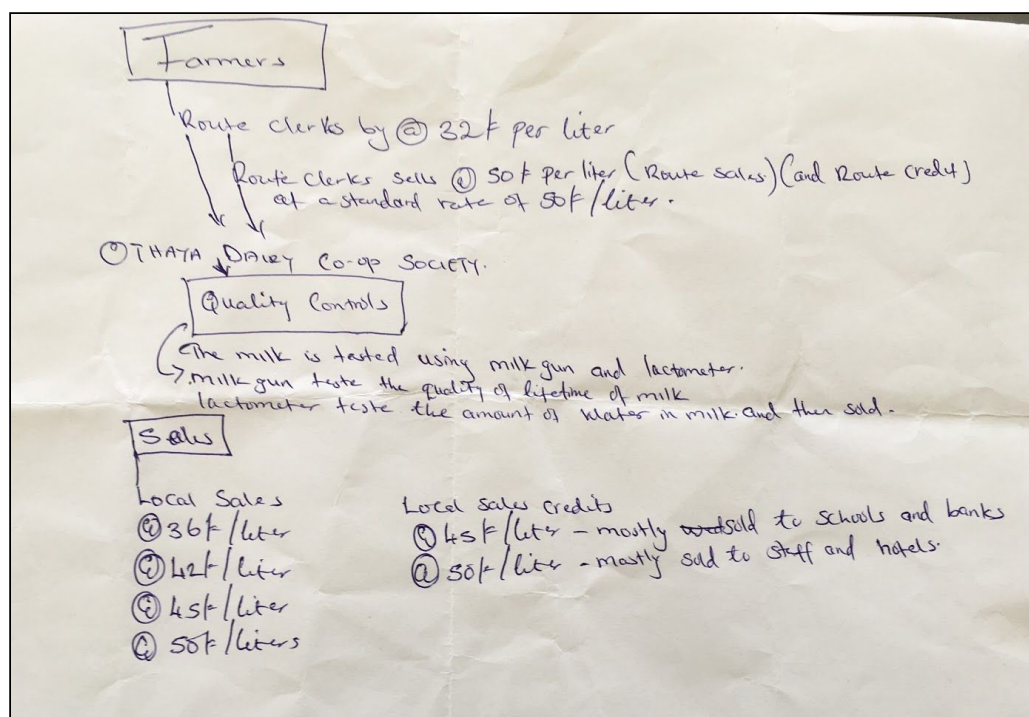 Farmers
Route clerks by @ 32/= per liter
Route clerks sells @ 50/= per liter (Route sales) (and Route credit)
at a standard rate of 50/=/liter.
OTHAYA DAIRY CO-OP SOCIETY.
Quality Controls
The milk is tested using milk gun and lactometer.
milk gun teste the quality of lifetime of milk
lactometer teste the amount of water in milk and then sold.
Sales
Local Sales
@ 36/=/liter
@ 42/=/liter
@ 45/=/liter
@ 50/=/liters
Local sales credits
@ 45/=/liter - mostly sold to schools and banks
@ 50/=/liter - mostly sold to staff and hotels.